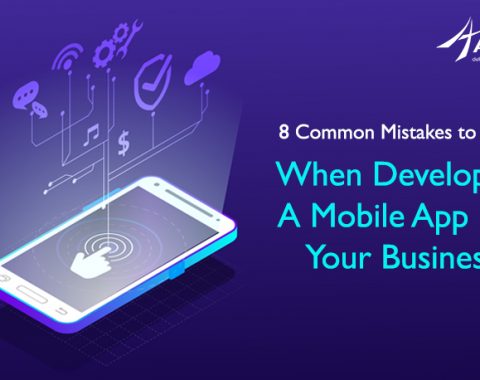 8 Common Mistakes to
When Develop
A Mobile App
Your Busines
$